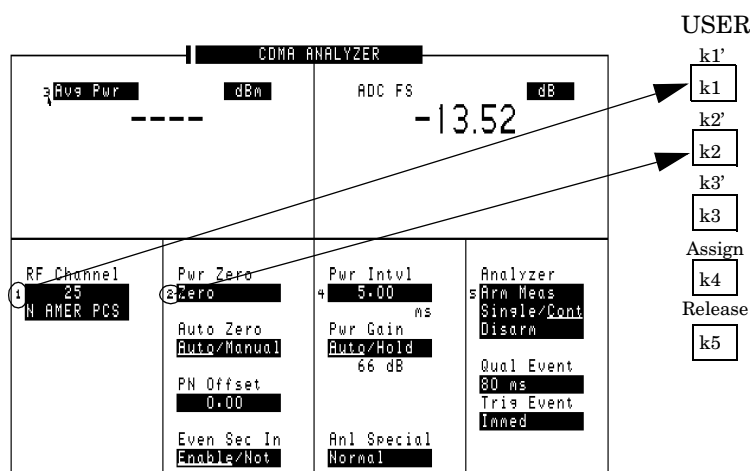 CDMA ANALYZER
3 Avg Pwr dBm
----
ADC FS dB
-13.52
RF Channel
1 25
N AMER PCS
Pwr Zero
2 Zero
Auto Zero
Auto/Manual
PN Offset
0.00
Even Sec In
Enable/Not
Pwr Intvl
4 5.00
ms
Pwr Gain
Auto/Hold
66 dB
Anl Special
Normal
Analyzer
5 Arm Meas
Single/Cont
Disarm
Qual Event
80 ms
Trig Event
Immed
USER
k1'
k1
k2'
k2
k3'
k3
Assign
k4
Release
k5